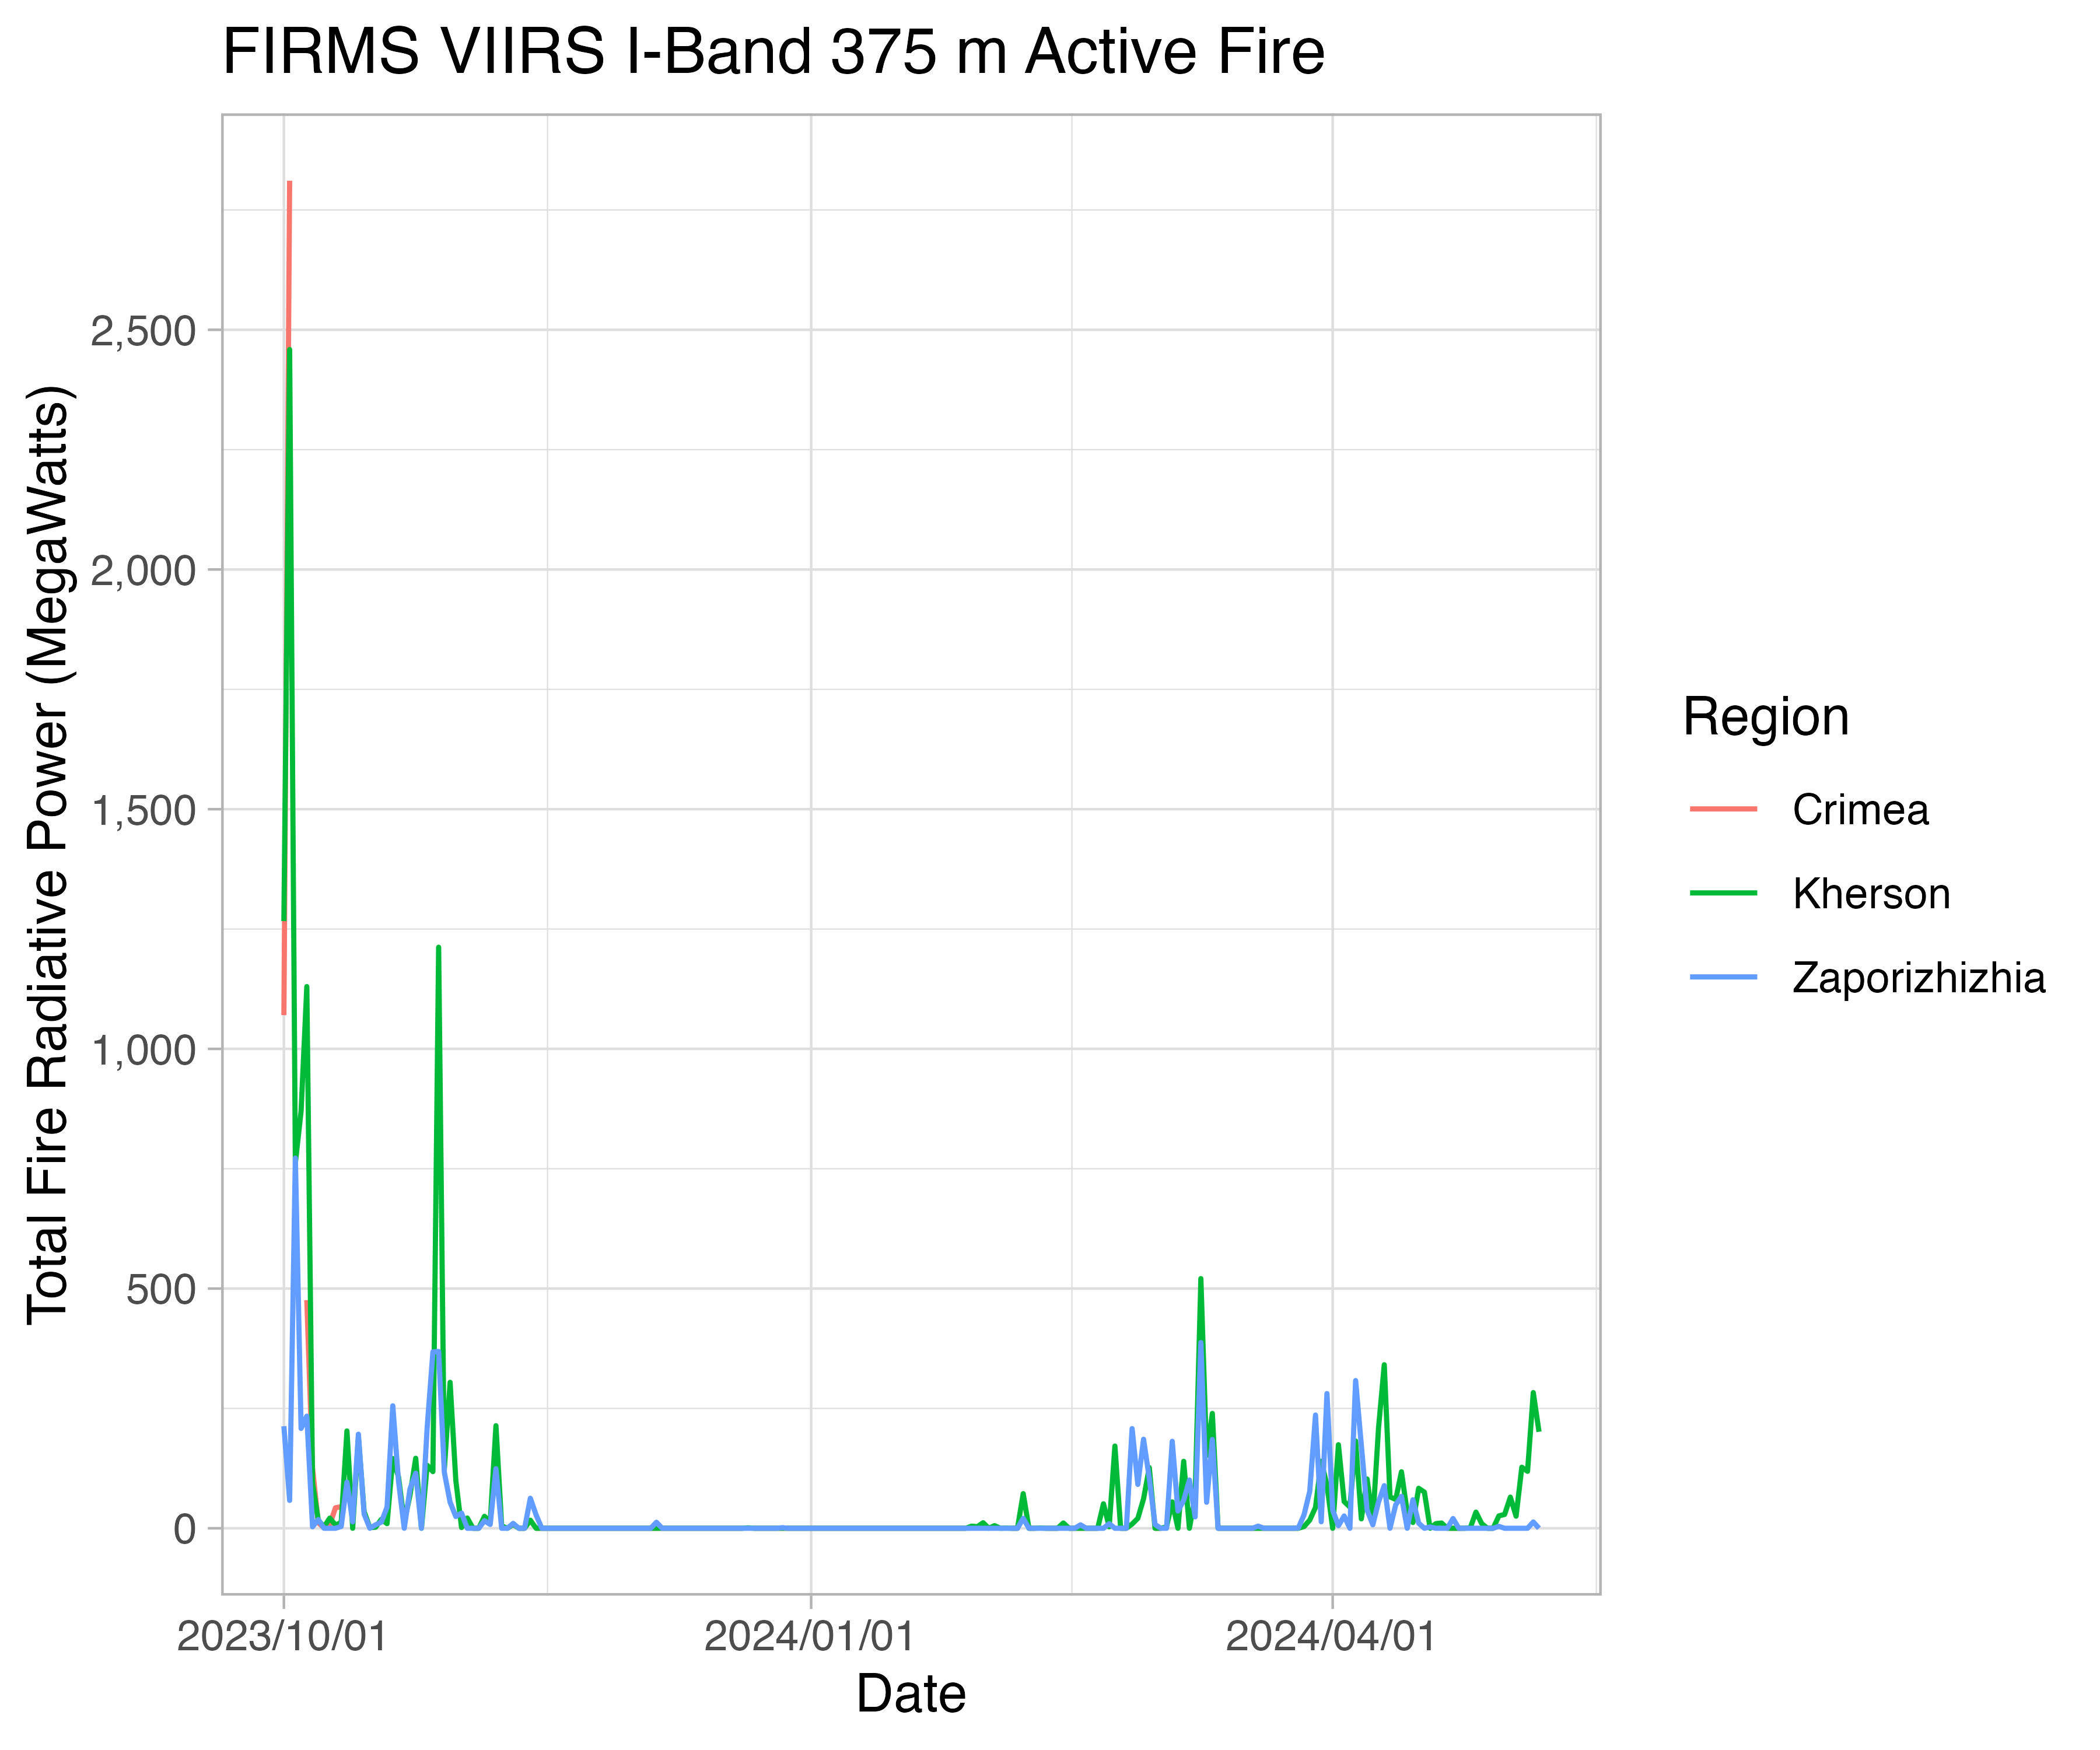 FIRMS VIIRS I-Band 375 m Active Fire
Total Fire Radiative Power (MegaWatts)
2,500
2,000
1,500
1,000
500
0
2023/10/01
2024/01/01
2024/04/01
Date
Region
Crimea
Kherson
Zaporizhizhia